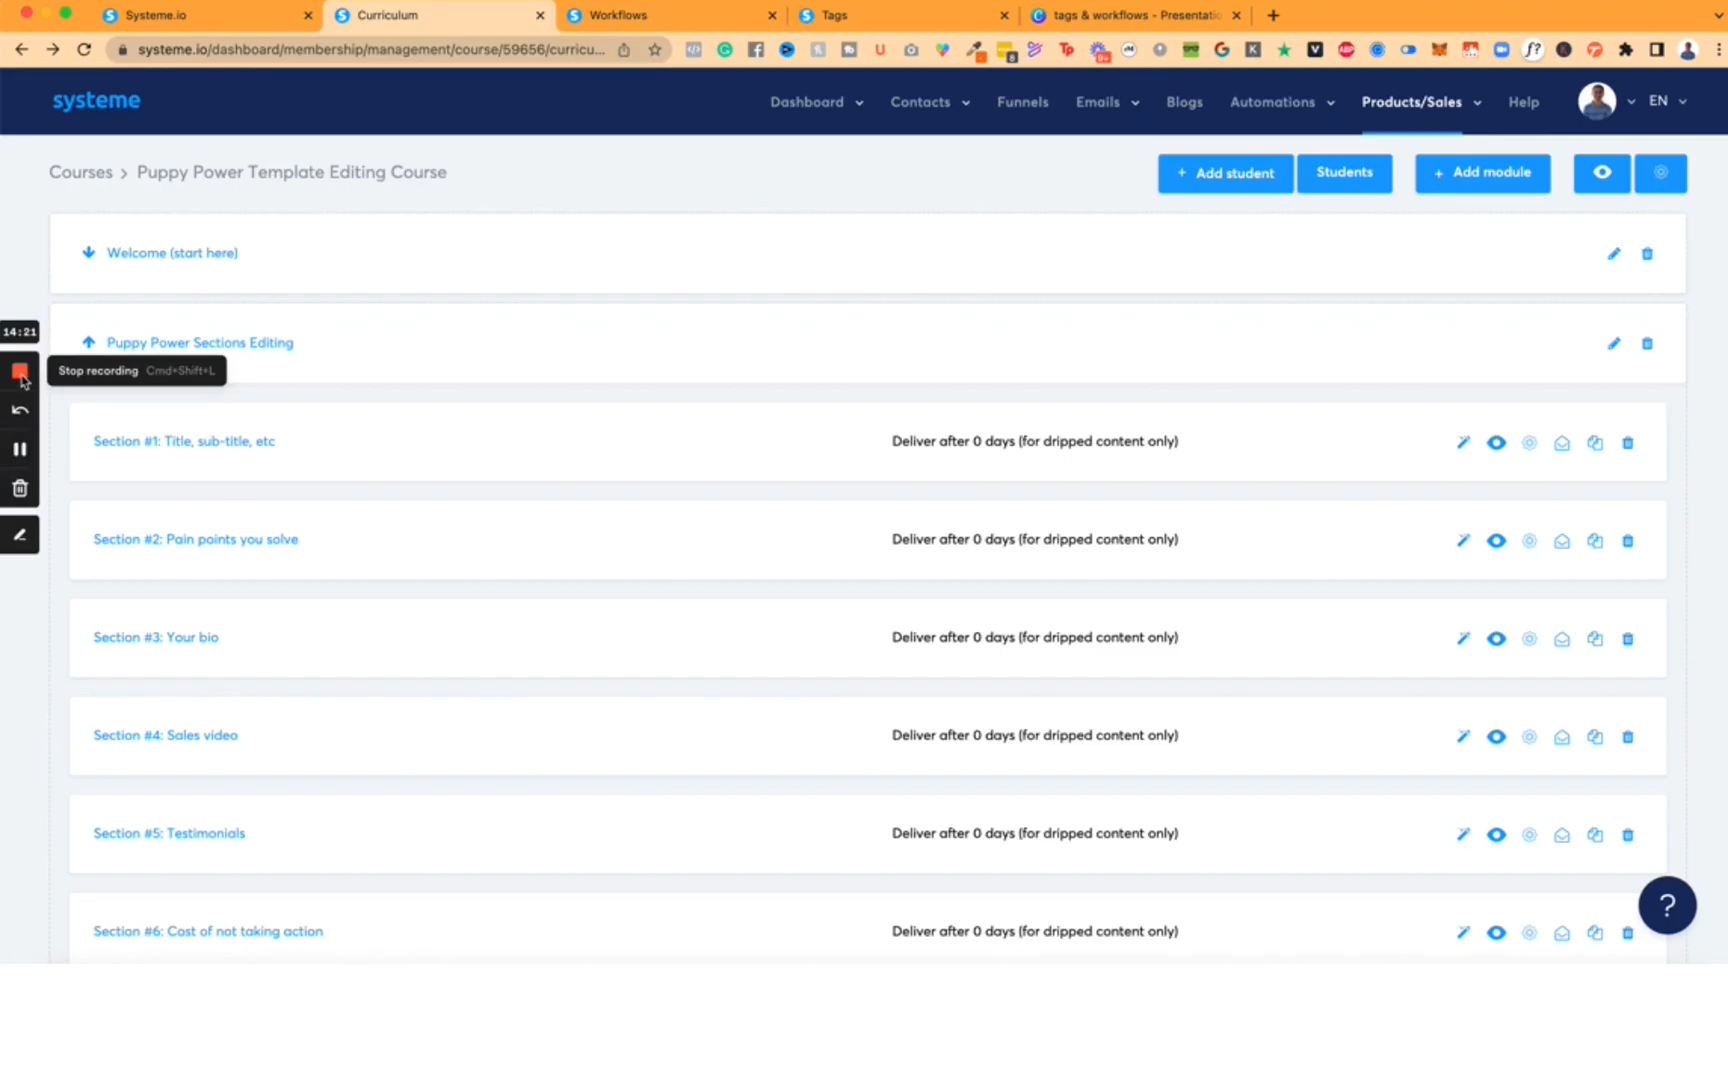 Systeme.io
Curriculum
Workflows
Tags
tags & workflows - Presentatio
systeme.io/dashboard/membership/management/course/59656/curricu...
systeme
Dashboard
Contacts
Funnels
Emails
Blogs
Automations
Products/Sales
Help
EN
Courses > Puppy Power Template Editing Course
+ Add student
Students
+ Add module
Welcome (start here)
14:21
Puppy Power Sections Editing
Stop recording Cmd+Shift+L
Section #1: Title, sub-title, etc
Deliver after 0 days (for dripped content only)
Section #2: Pain points you solve
Deliver after 0 days (for dripped content only)
Section #3: Your bio
Deliver after 0 days (for dripped content only)
Section #4: Sales video
Deliver after 0 days (for dripped content only)
Section #5: Testimonials
Deliver after 0 days (for dripped content only)
Section #6: Cost of not taking action
Deliver after 0 days (for dripped content only)
?